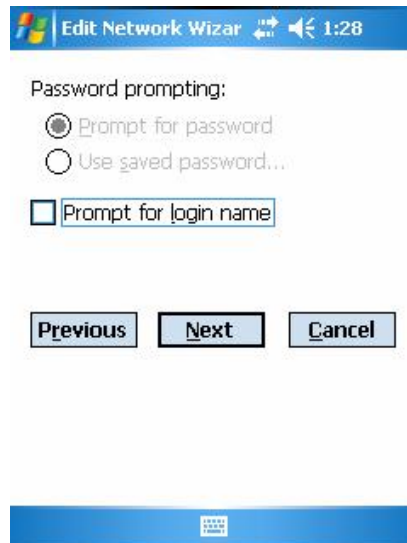 Edit Network Wizar 1:28
Password prompting:
Prompt for password
Use saved password...
Prompt for login name
Previous Next Cancel